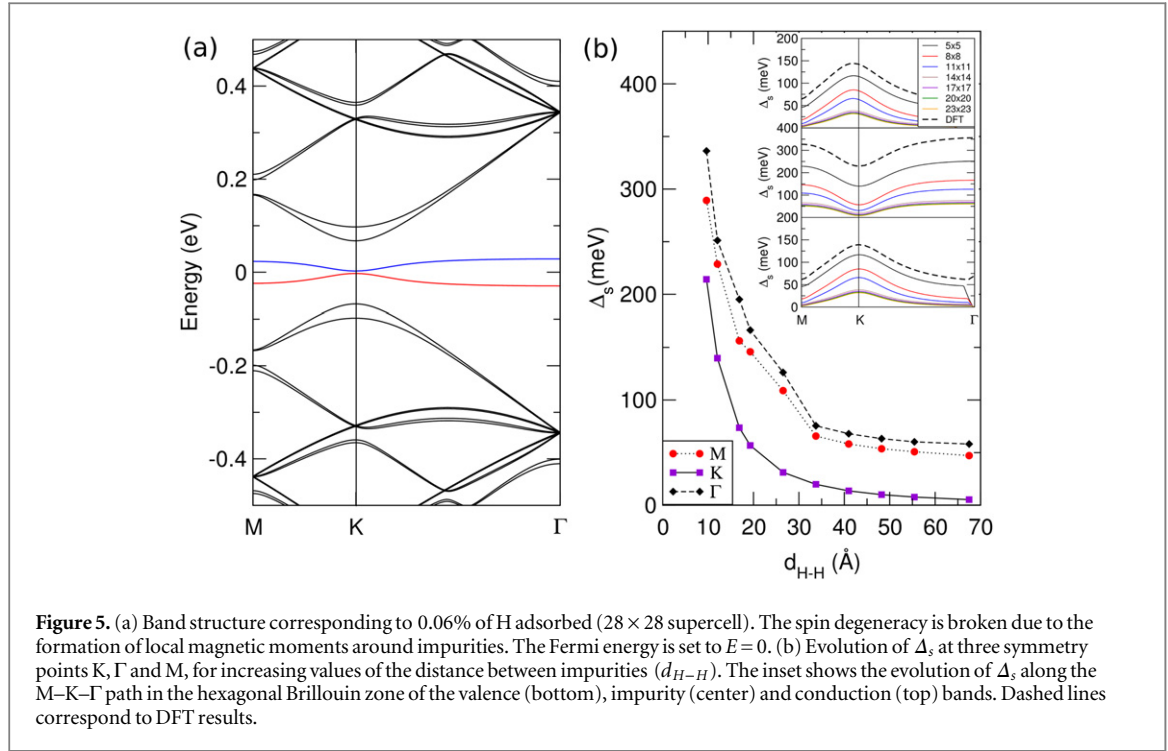 (a)
Energy (eV)
0.4
0.2
0
-0.2
-0.4
M
K
Γ
(b)
Δs (meV)
400
300
200
100
0
0
10
20
30
40
50
60
70
dH-H (Å)
M
K
Γ
Δs (meV)
200
150
100
50
400
Δs (meV)
300
200
100
200
Δs (meV)
150
100
50
0
M
K
Γ
5x5
8x8
11x11
14x14
17x17
20x20
23x23
DFT
Figure 5. (a) Band structure corresponding to 0.06% of H adsorbed (28 × 28 supercell). The spin degeneracy is broken due to the
formation of local magnetic moments around impurities. The Fermi energy is set to E = 0. (b) Evolution of Δs at three symmetry
points K, Γ and M, for increasing values of the distance between impurities (dH−H). The inset shows the evolution of Δs along the
M–K–Γ path in the hexagonal Brillouin zone of the valence (bottom), impurity (center) and conduction (top) bands. Dashed lines
correspond to DFT results.